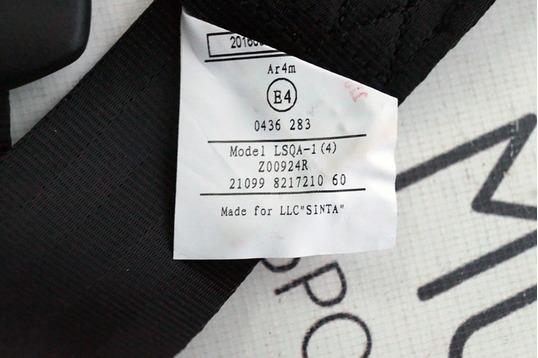 Ar4m
E4
0436 283
Model LSQA-1(4)
Z00924R
21099 8217210 60
Made for LLC"SINTA"